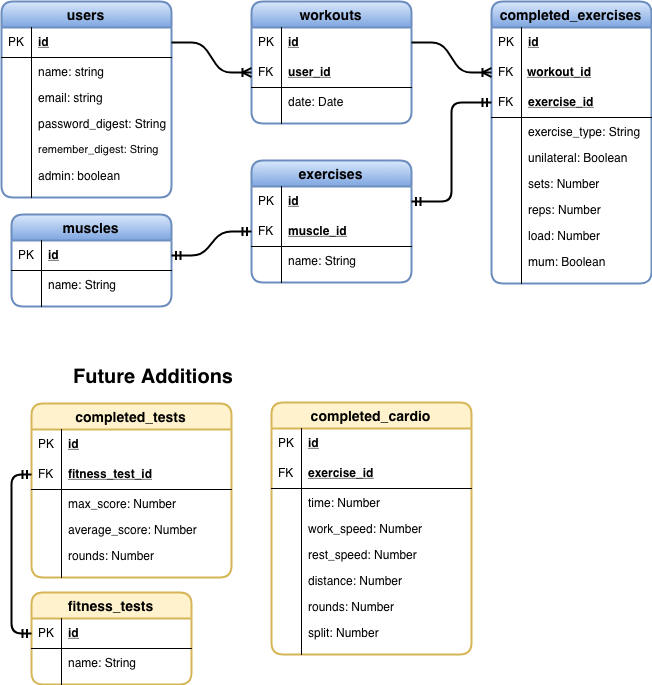 users
PK id
name: string
email: string
password_digest: String
remember_digest: String
admin: boolean
workouts
PK id
FK user_id
date: Date
completed_exercises
PK id
FK workout_id
FK exercise_id
exercise_type: String
unilateral: Boolean
sets: Number
reps: Number
load: Number
mum: Boolean
exercises
PK id
FK muscle_id
name: String
muscles
PK id
name: String
Future Additions
completed_tests
PK id
FK fitness_test_id
max_score: Number
average_score: Number
rounds: Number
completed_cardio
PK id
FK exercise_id
time: Number
work_speed: Number
rest_speed: Number
distance: Number
rounds: Number
split: Number
fitness_tests
PK id
name: String